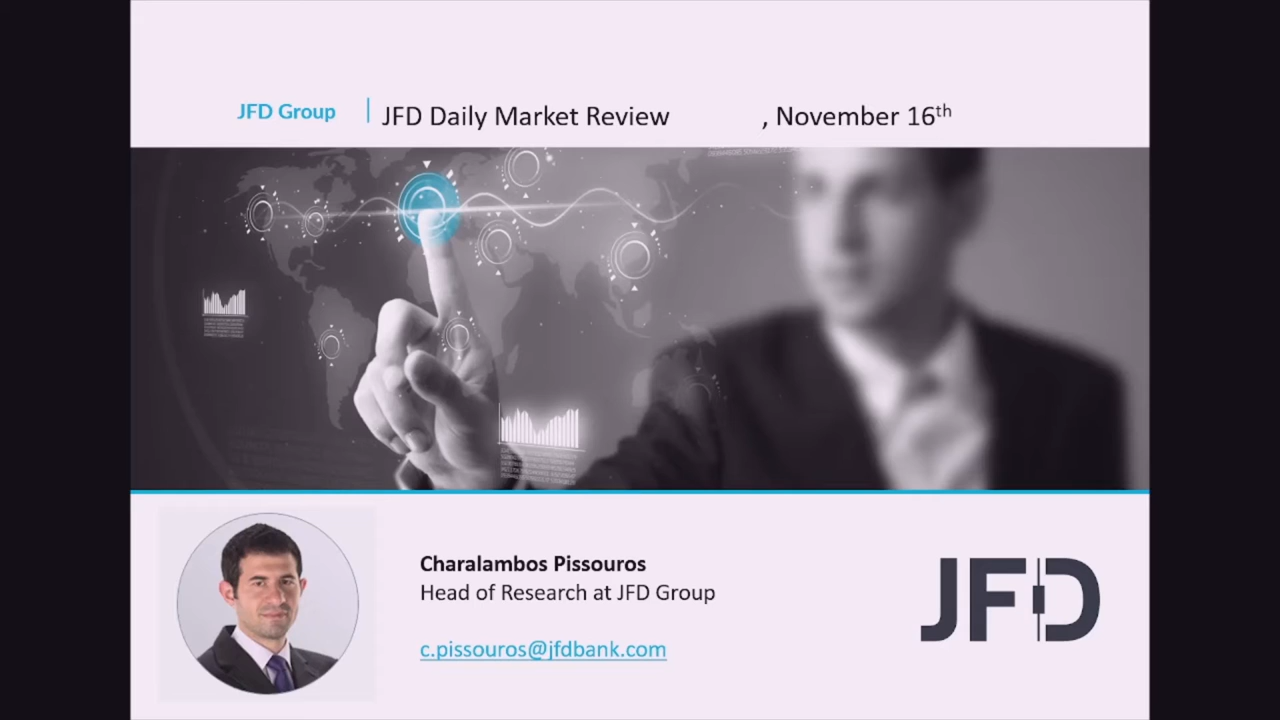 JFD Group
JFD Daily Market Review , November 16th
Charalambos Pissouros
Head of Research at JFD Group
c.pissouros@jfdbank.com
JFD